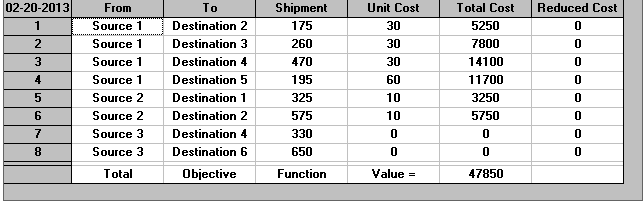 02-20-2013 From To Shipment Unit Cost Total Cost Reduced Cost
1 Source 1 Destination 2 175 30 5250 0
2 Source 1 Destination 3 260 30 7800 0
3 Source 1 Destination 4 470 30 14100 0
4 Source 1 Destination 5 195 60 11700 0
5 Source 2 Destination 1 325 10 3250 0
6 Source 2 Destination 2 575 10 5750 0
7 Source 3 Destination 4 330 0 0 0
8 Source 3 Destination 6 650 0 0 0
Total Objective Function Value = 47850